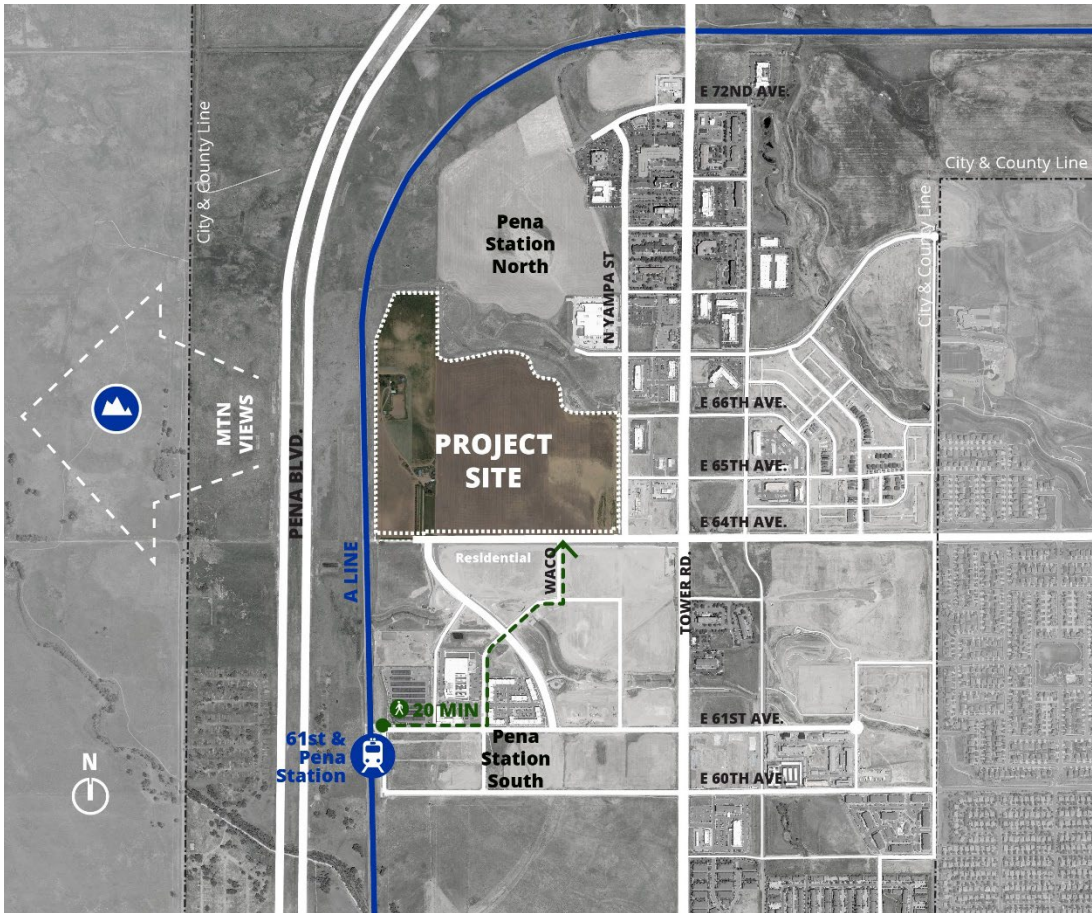 E 72ND AVE.
City & County Line
City & County Line
City & County Line
Pena
Station
North
N YAMPA ST
MTN
VIEWS
PENA BLVD.
E 66TH AVE.
PROJECT
SITE
E 65TH AVE.
E 64TH AVE.
Residential
WACO
A LINE
TOWER RD.
20 MIN
E 61ST AVE.
61st &
Pena
Station
Pena
Station
South
E 60TH AVE.
N